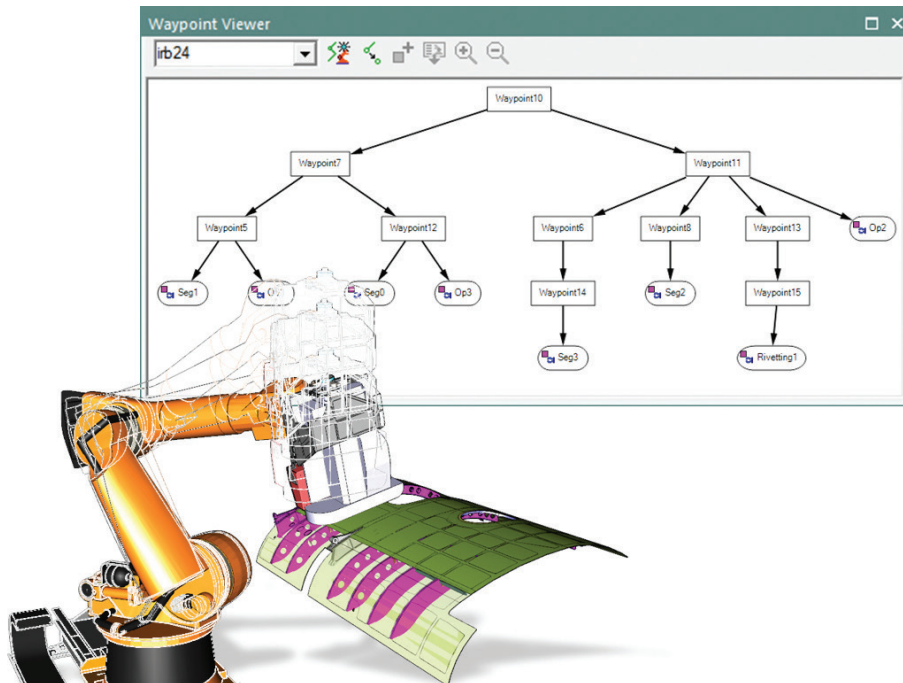 Waypoint Viewer
irb24
Waypoint10
Waypoint7
Waypoint11
Waypoint5
Waypoint12
Waypoint6
Waypoint8
Waypoint13
Op2
Seg1
Seg0
Op3
Waypoint14
Seg2
Waypoint15
Seg3
Rivetting1